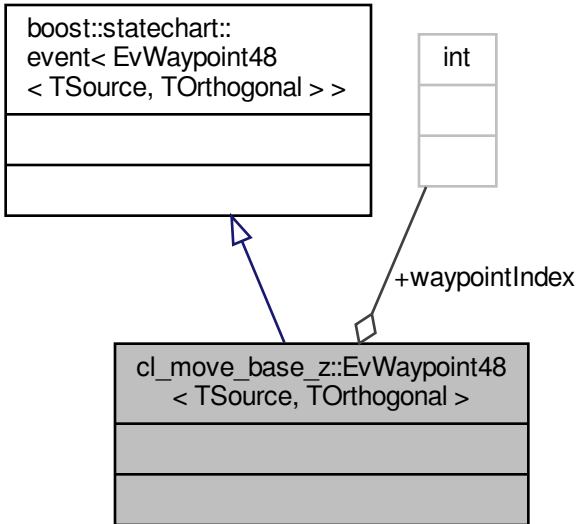 boost::statechart::
event< EvWaypoint48
< TSource, TOrthogonal > >
int
+waypointIndex
cl_move_base_z::EvWaypoint48
< TSource, TOrthogonal >